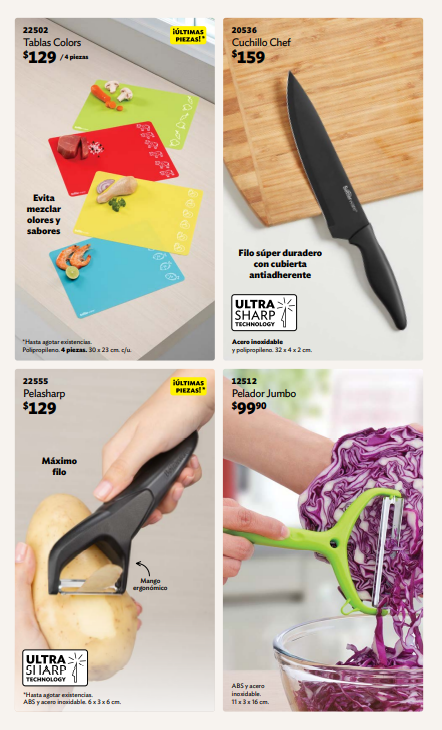 22502
Tablas Colors
$129 / 4 piezas
¡ÚLTIMAS
PIEZAS!*
Evita
mezclar
olores y
sabores
*Hasta agotar existencias.
Polipropileno. 4 piezas. 30 x 23 cm. c/u.
20536
Cuchillo Chef
$159
Filo súper duradero
con cubierta
antiadherente
ULTRA
SHARP
TECHNOLOGY
Acero inoxidable
y polipropileno. 32 x 4 x 2 cm.
22555
Pelasharp
$129
¡ÚLTIMAS
PIEZAS!*
Máximo
filo
Mango
ergonómico
ULTRA
SHARP
TECHNOLOGY
*Hasta agotar existencias.
ABS y acero inoxidable. 6 x 3 x 6 cm.
12512
Pelador Jumbo
$9990
ABS y acero
inoxidable.
11 x 3 x 16 cm.